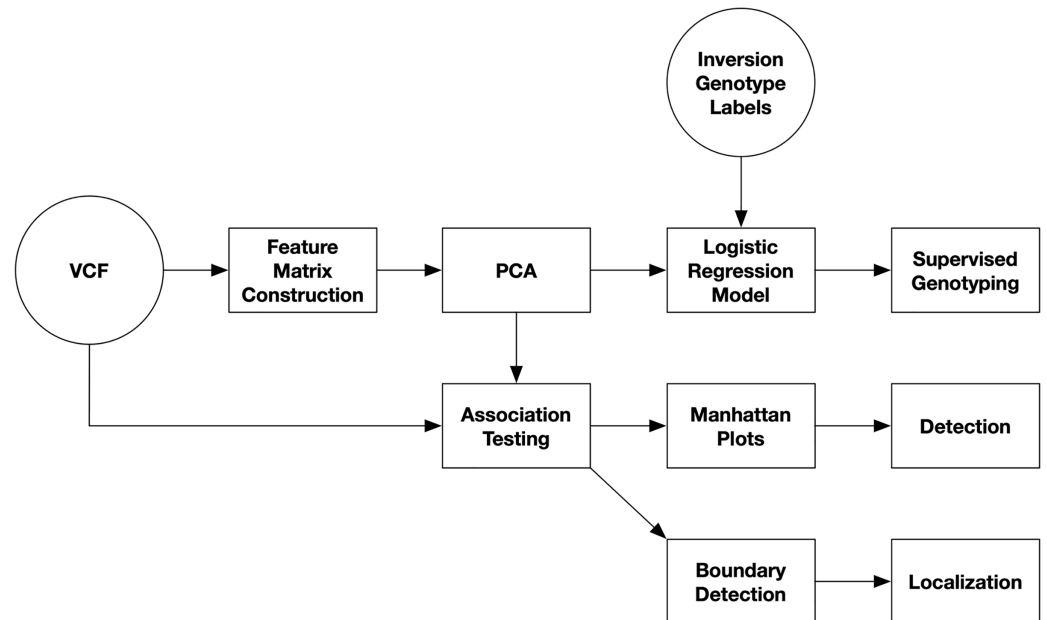 Inversion
Genotype
Labels
VCF
Feature
Matrix
Construction
PCA
Logistic
Regression
Model
Supervised
Genotyping
Association
Testing
Manhattan
Plots
Detection
Boundary
Detection
Localization